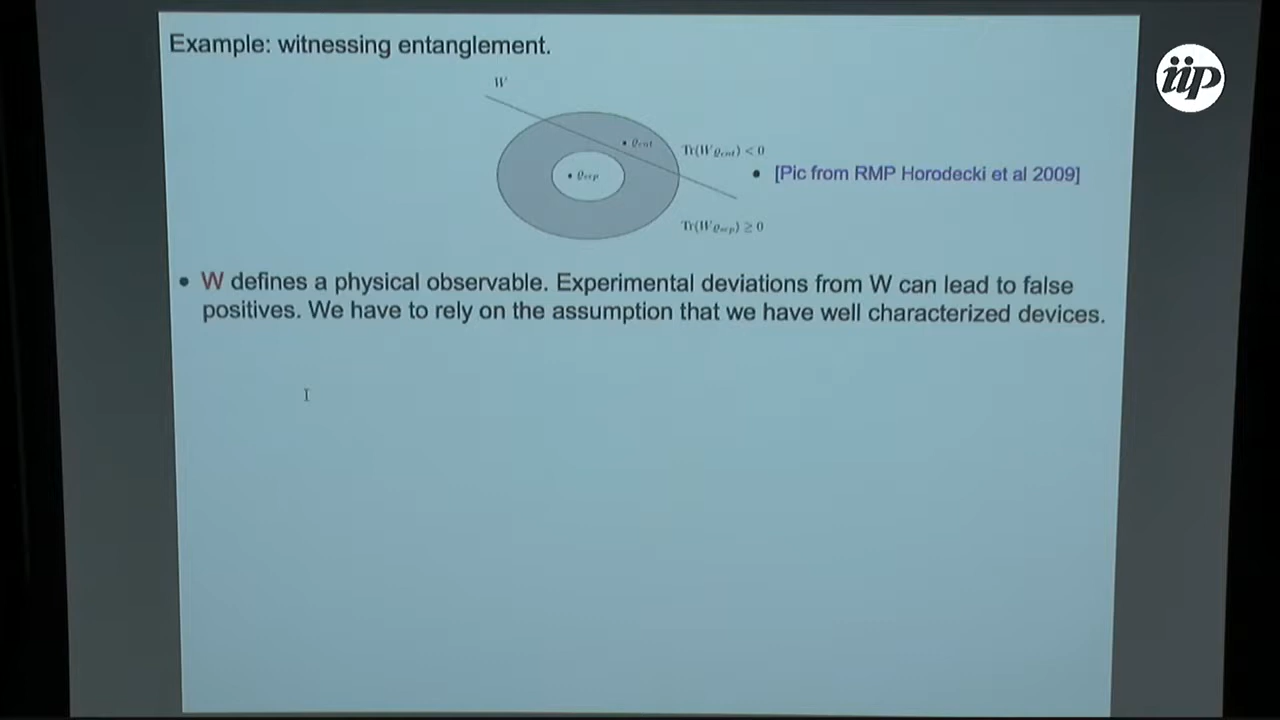 Example: witnessing entanglement.
iip
W
ϱent
Tr(Wϱent) < 0
• [Pic from RMP Horodecki et al 2009]
ϱsep
Tr(Wϱsep) ≥ 0
• W defines a physical observable. Experimental deviations from W can lead to false
positives. We have to rely on the assumption that we have well characterized devices.